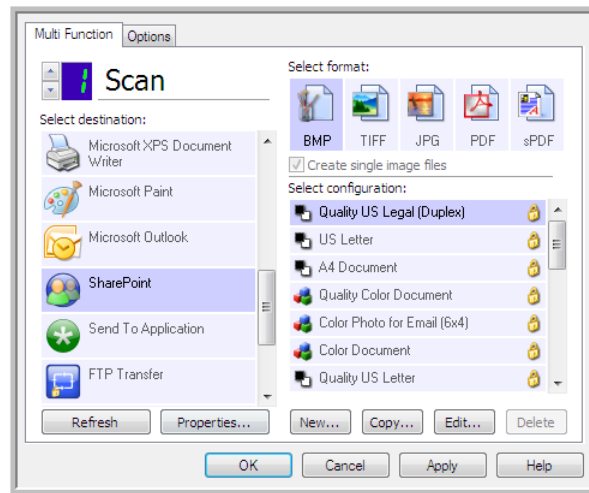 Multi Function
Options
1
Scan
Select destination:
Microsoft XPS Document
Writer
Microsoft Paint
Microsoft Outlook
SharePoint
Send To Application
FTP Transfer
Refresh
Properties...
Select format:
BMP
TIFF
JPG
PDF
sPDF
Create single image files
Select configuration:
Quality US Legal (Duplex)
US Letter
A4 Document
Quality Color Document
Color Photo for Email (6x4)
Color Document
Quality US Letter
New...
Copy...
Edit...
Delete
OK
Cancel
Apply
Help